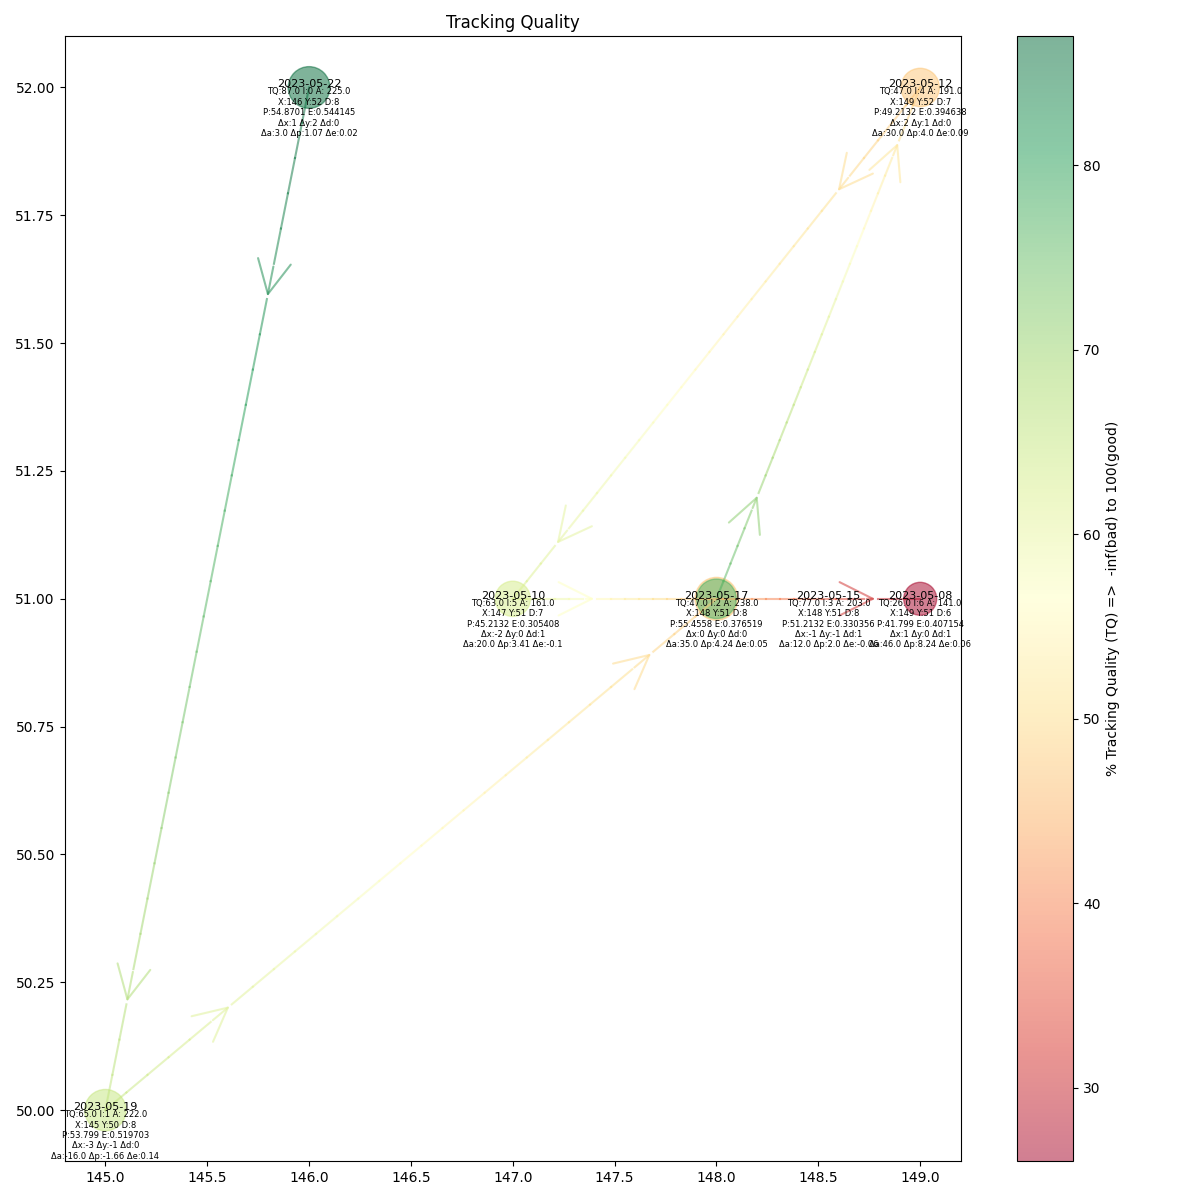 Tracking Quality
52.00
51.75
51.50
51.25
51.00
50.75
50.50
50.25
50.00
2023-05-22
TQ:87.0 I:0 A: 225.0
X:146 Y:52 D:8
P:54.8701 E:0.544145
Δx:1 Δy:2 Δd:0
Δa:3.0 Δp:1.07 Δe:0.02
2023-05-12
TQ:47.0 I:4 A: 191.0
X:149 Y:52 D:7
P:49.2132 E:0.394638
Δx:2 Δy:1 Δd:0
Δa:30.0 Δp:4.0 Δe:0.09
2023-05-10
TQ:63.0 I:5 A: 161.0
X:147 Y:51 D:7
P:45.2132 E:0.305408
Δx:-2 Δy:0 Δd:1
Δa:20.0 Δp:3.41 Δe:-0.1
2023-05-17
TQ:47.0 I:2 A: 238.0
X:148 Y:51 D:8
P:55.4558 E:0.376519
Δx:0 Δy:0 Δd:0
Δa:35.0 Δp:4.24 Δe:0.05
2023-05-15
TQ:77.0 I:3 A: 203.0
X:148 Y:51 D:8
P:51.2132 E:0.330356
Δx:-1 Δy:-1 Δd:1
Δa:12.0 Δp:2.0 Δe:-0.06
2023-05-08
TQ:26.0 I:6 A: 141.0
X:149 Y:51 D:6
P:41.799 E:0.407154
Δx:1 Δy:0 Δd:1
Δa:46.0 Δp:8.24 Δe:0.06
2023-05-19
TQ:65.0 I:1 A: 222.0
X:145 Y:50 D:8
P:53.799 E:0.519703
Δx:-3 Δy:-1 Δd:0
Δa:-16.0 Δp:-1.66 Δe:0.14
145.0 145.5 146.0 146.5 147.0 147.5 148.0 148.5 149.0
80
70
60
50
40
30
% Tracking Quality (TQ) => -inf(bad) to 100(good)